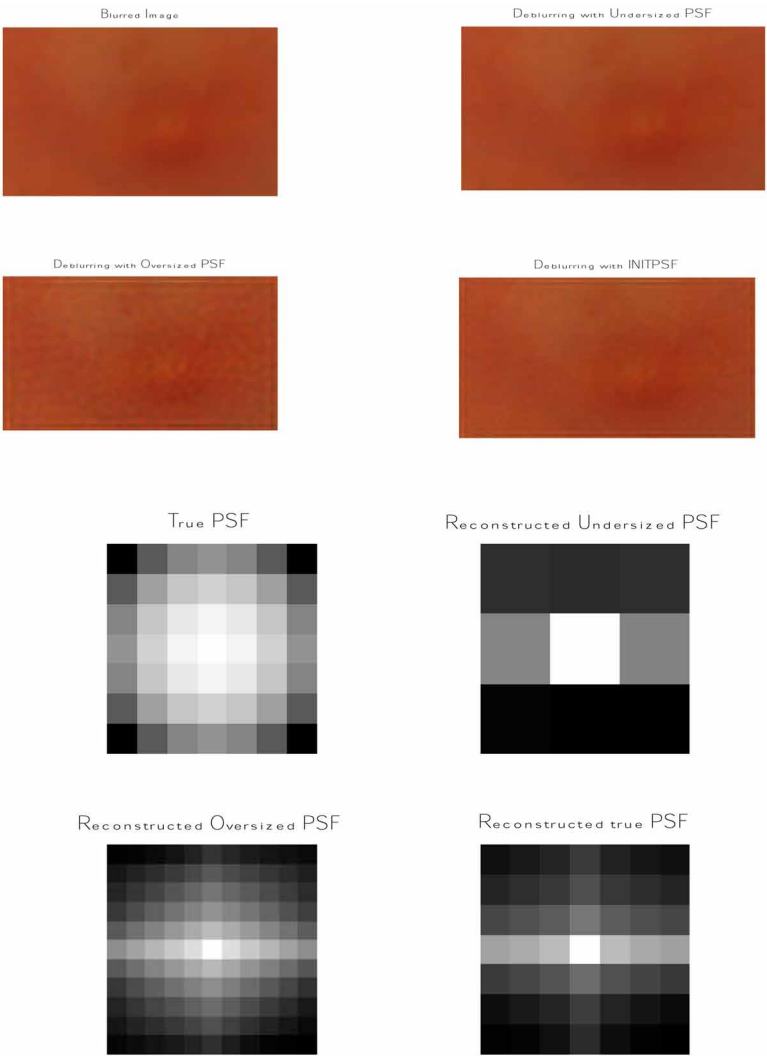 Blurred Image
Deblurring with Undersized PSF
Deblurring with Oversized PSF
Deblurring with INITPSF
True PSF
Reconstructed Undersized PSF
Reconstructed Oversized PSF
Reconstructed true PSF